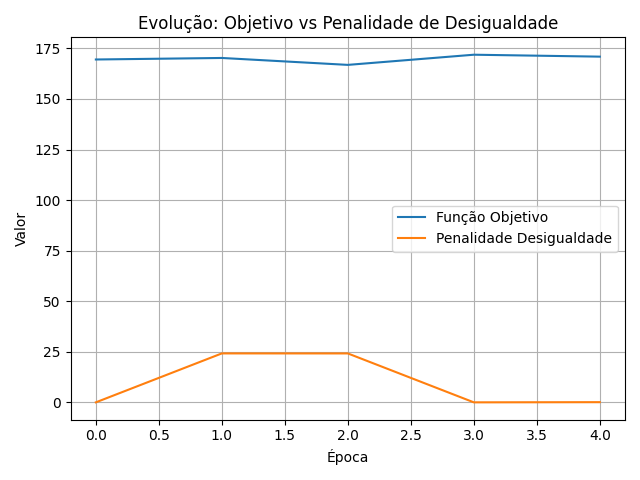 Evolução: Objetivo vs Penalidade de Desigualdade
175
150
125
100
75
50
25
0
Valor
Função Objetivo
Penalidade Desigualdade
0.0 0.5 1.0 1.5 2.0 2.5 3.0 3.5 4.0
Época